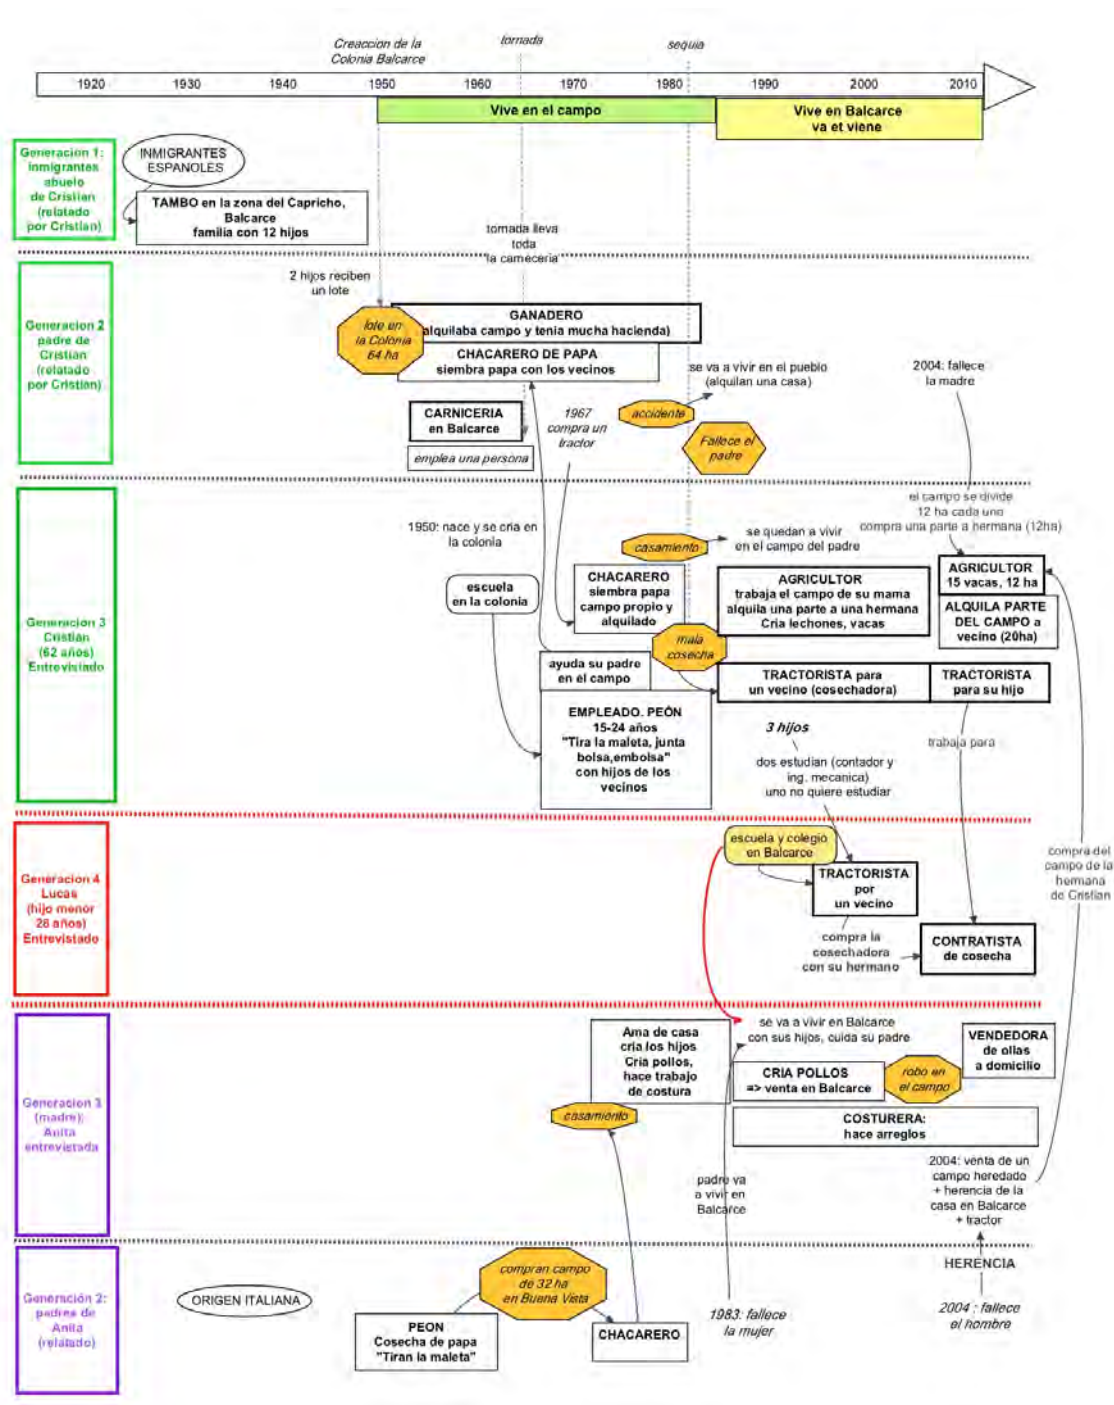 Creaccion de la
Colonia Balcarce
tornada
sequia
1920 1930 1940 1950 1960 1970 1980 1990 2000 2010
Vive en el campo
Vive en Balcarce
va et viene
Generacion 1:
inmigrantes
abuelo
de Cristian
(relatado
por Cristian)
INMIGRANTES
ESPAÑOLES
TAMBO en la zona del Capricho,
Balcarce
familia con 12 hijos
tornada lleva
toda
la carneceria
2 hijos reciben
un lote
Generacion 2
padre de
Cristian
(relatado
por Cristian)
lote en
la Colonia
64 ha
GANADERO
alquilaba campo y tenia mucha hacienda)
CHACARERO DE PAPA
siembra papa con los vecinos
CARNICERIA
en Balcarce
emplea una persona
1967
compra un
tractor
accidente
se va a vivir en el pueblo
(alquilan una casa)
Fallece el
padre
2004: fallece
la madre
el campo se divide
12 ha cada uno
compra una parte a hermana (12ha)
Generacion 3
Cristian
(62 años)
Entrevistado
1950: nace y se cria en
la colonia
escuela
en la colonia
casamiento
se quedan a vivir
en el campo del padre
CHACARERO
siembra papa
campo propio y
alquilado
AGRICULTOR
trabaja el campo de su mama
alquila una parte a una hermana
Cria lechones, vacas
AGRICULTOR
15 vacas, 12 ha
ALQUILA PARTE
DEL CAMPO a
vecino (20ha)
mala
cosecha
ayuda su padre
en el campo
TRACTORISTA para
un vecino (cosechadora)
TRACTORISTA
para su hijo
EMPLEADO. PEÓN
15-24 años
"Tira la maleta, junta
bolsa,embolsa"
con hijos de los
vecinos
3 hijos
dos estudian (contador y
ing. mecanica)
uno no quiere estudiar
trabaja para
Generacion 4
Lucas
(hijo menor
28 años)
Entrevistado
escuela y colegio
en Balcarce
TRACTORISTA
por
un vecino
compra la
cosechadora
con su hermano
CONTRATISTA
de cosecha
compra del
campo de la
hermana
de Cristian
Generacion 3
(madre):
Anita
entrevistada
Ama de casa
cria los hijos
Cria pollos,
hace trabajo
de costura
casamiento
se va a vivir en Balcarce
con sus hijos, cuida su padre
CRIA POLLOS
=> venta en Balcarce
robo en
el campo
VENDEDORA
de ollas
a domicilio
COSTURERA:
hace arreglos
padre va
a vivir en
Balcarce
2004: venta de un
campo heredado
+ herencia de la
casa en Balcarce
+ tractor
Generación 2:
padres de
Anita
(relatado)
ORIGEN ITALIANA
compran campo
de 32 ha
en Buena Vista
PEON
Cosecha de papa
"Tiran la maleta"
CHACARERO
1983: fallece
la mujer
HERENCIA
2004 : fallece
el hombre